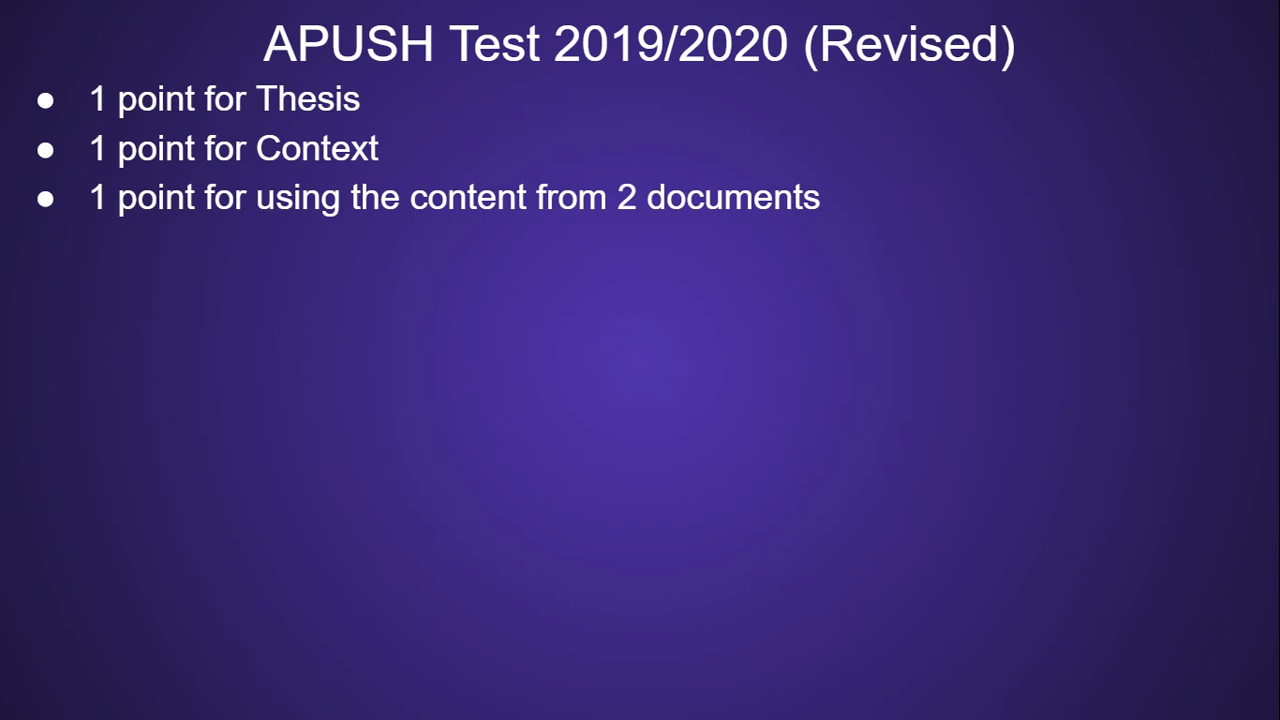 APUSH Test 2019/2020 (Revised)
● 1 point for Thesis
● 1 point for Context
● 1 point for using the content from 2 documents